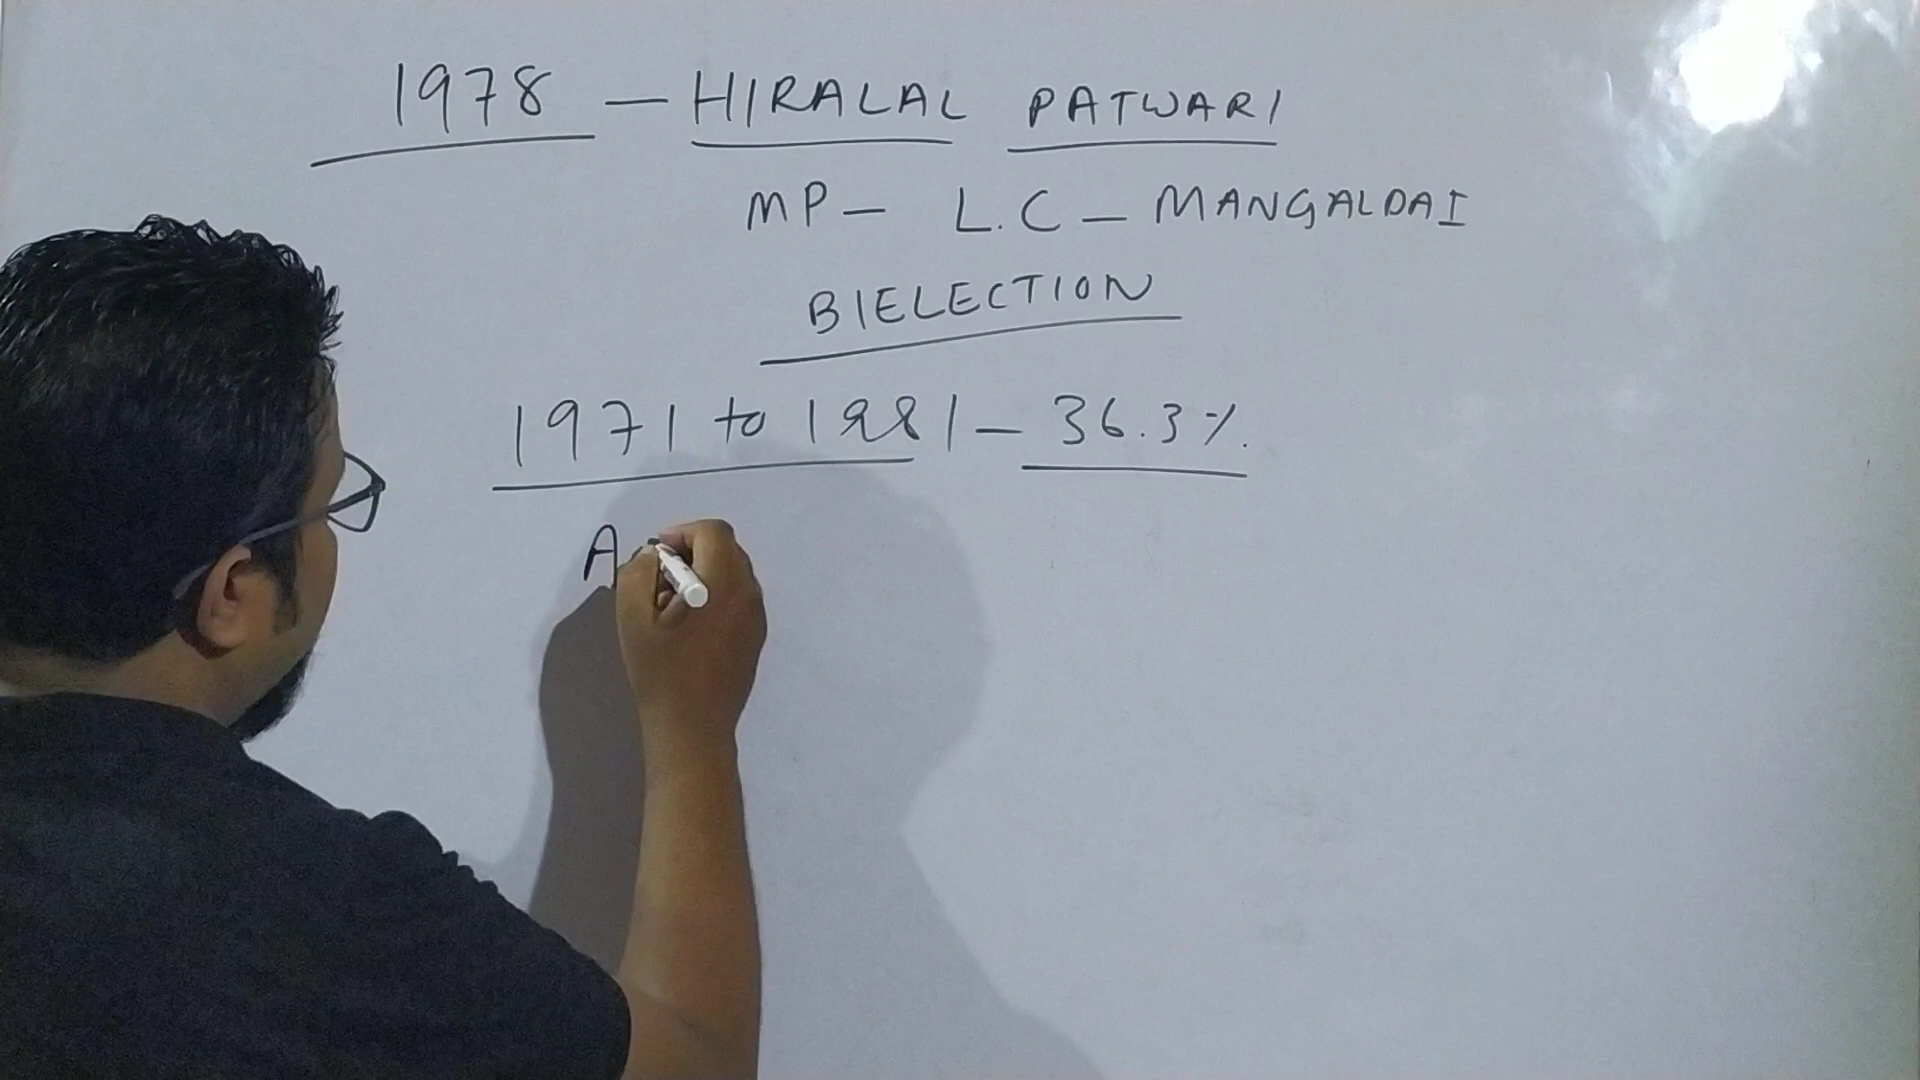 1978 — HIRALAL PATWARI
MP — L.C — MANGALDAI
BIELECTION
1971 to 1981 — 36.3%
A